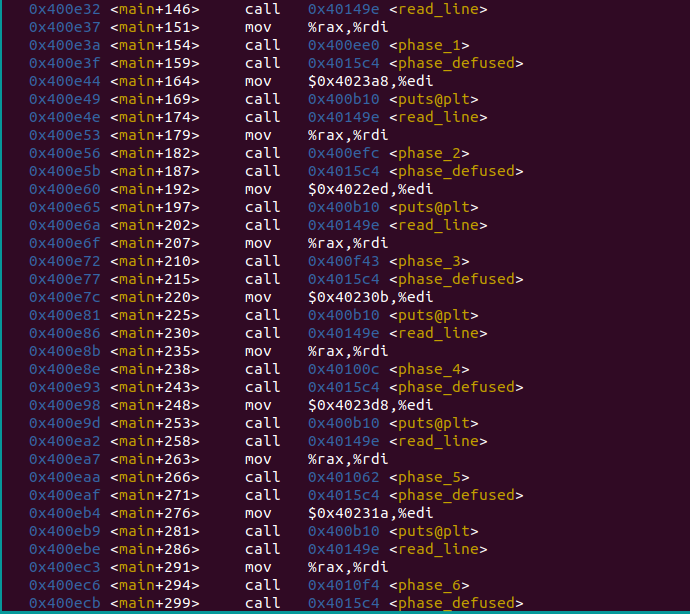 0x400e32 <main+146> call 0x40149e <read_line>
0x400e37 <main+151> mov %rax,%rdi
0x400e3a <main+154> call 0x400ee0 <phase_1>
0x400e3f <main+159> call 0x4015c4 <phase_defused>
0x400e44 <main+164> mov $0x4023a8,%edi
0x400e49 <main+169> call 0x400b10 <puts@plt>
0x400e4e <main+174> call 0x40149e <read_line>
0x400e53 <main+179> mov %rax,%rdi
0x400e56 <main+182> call 0x400efc <phase_2>
0x400e5b <main+187> call 0x4015c4 <phase_defused>
0x400e60 <main+192> mov $0x4022ed,%edi
0x400e65 <main+197> call 0x400b10 <puts@plt>
0x400e6a <main+202> call 0x40149e <read_line>
0x400e6f <main+207> mov %rax,%rdi
0x400e72 <main+210> call 0x400f43 <phase_3>
0x400e77 <main+215> call 0x4015c4 <phase_defused>
0x400e7c <main+220> mov $0x40230b,%edi
0x400e81 <main+225> call 0x400b10 <puts@plt>
0x400e86 <main+230> call 0x40149e <read_line>
0x400e8b <main+235> mov %rax,%rdi
0x400e8e <main+238> call 0x40100c <phase_4>
0x400e93 <main+243> call 0x4015c4 <phase_defused>
0x400e98 <main+248> mov $0x4023d8,%edi
0x400e9d <main+253> call 0x400b10 <puts@plt>
0x400ea2 <main+258> call 0x40149e <read_line>
0x400ea7 <main+263> mov %rax,%rdi
0x400eaa <main+266> call 0x401062 <phase_5>
0x400eaf <main+271> call 0x4015c4 <phase_defused>
0x400eb4 <main+276> mov $0x40231a,%edi
0x400eb9 <main+281> call 0x400b10 <puts@plt>
0x400ebe <main+286> call 0x40149e <read_line>
0x400ec3 <main+291> mov %rax,%rdi
0x400ec6 <main+294> call 0x4010f4 <phase_6>
0x400ecb <main+299> call 0x4015c4 <phase_defused>